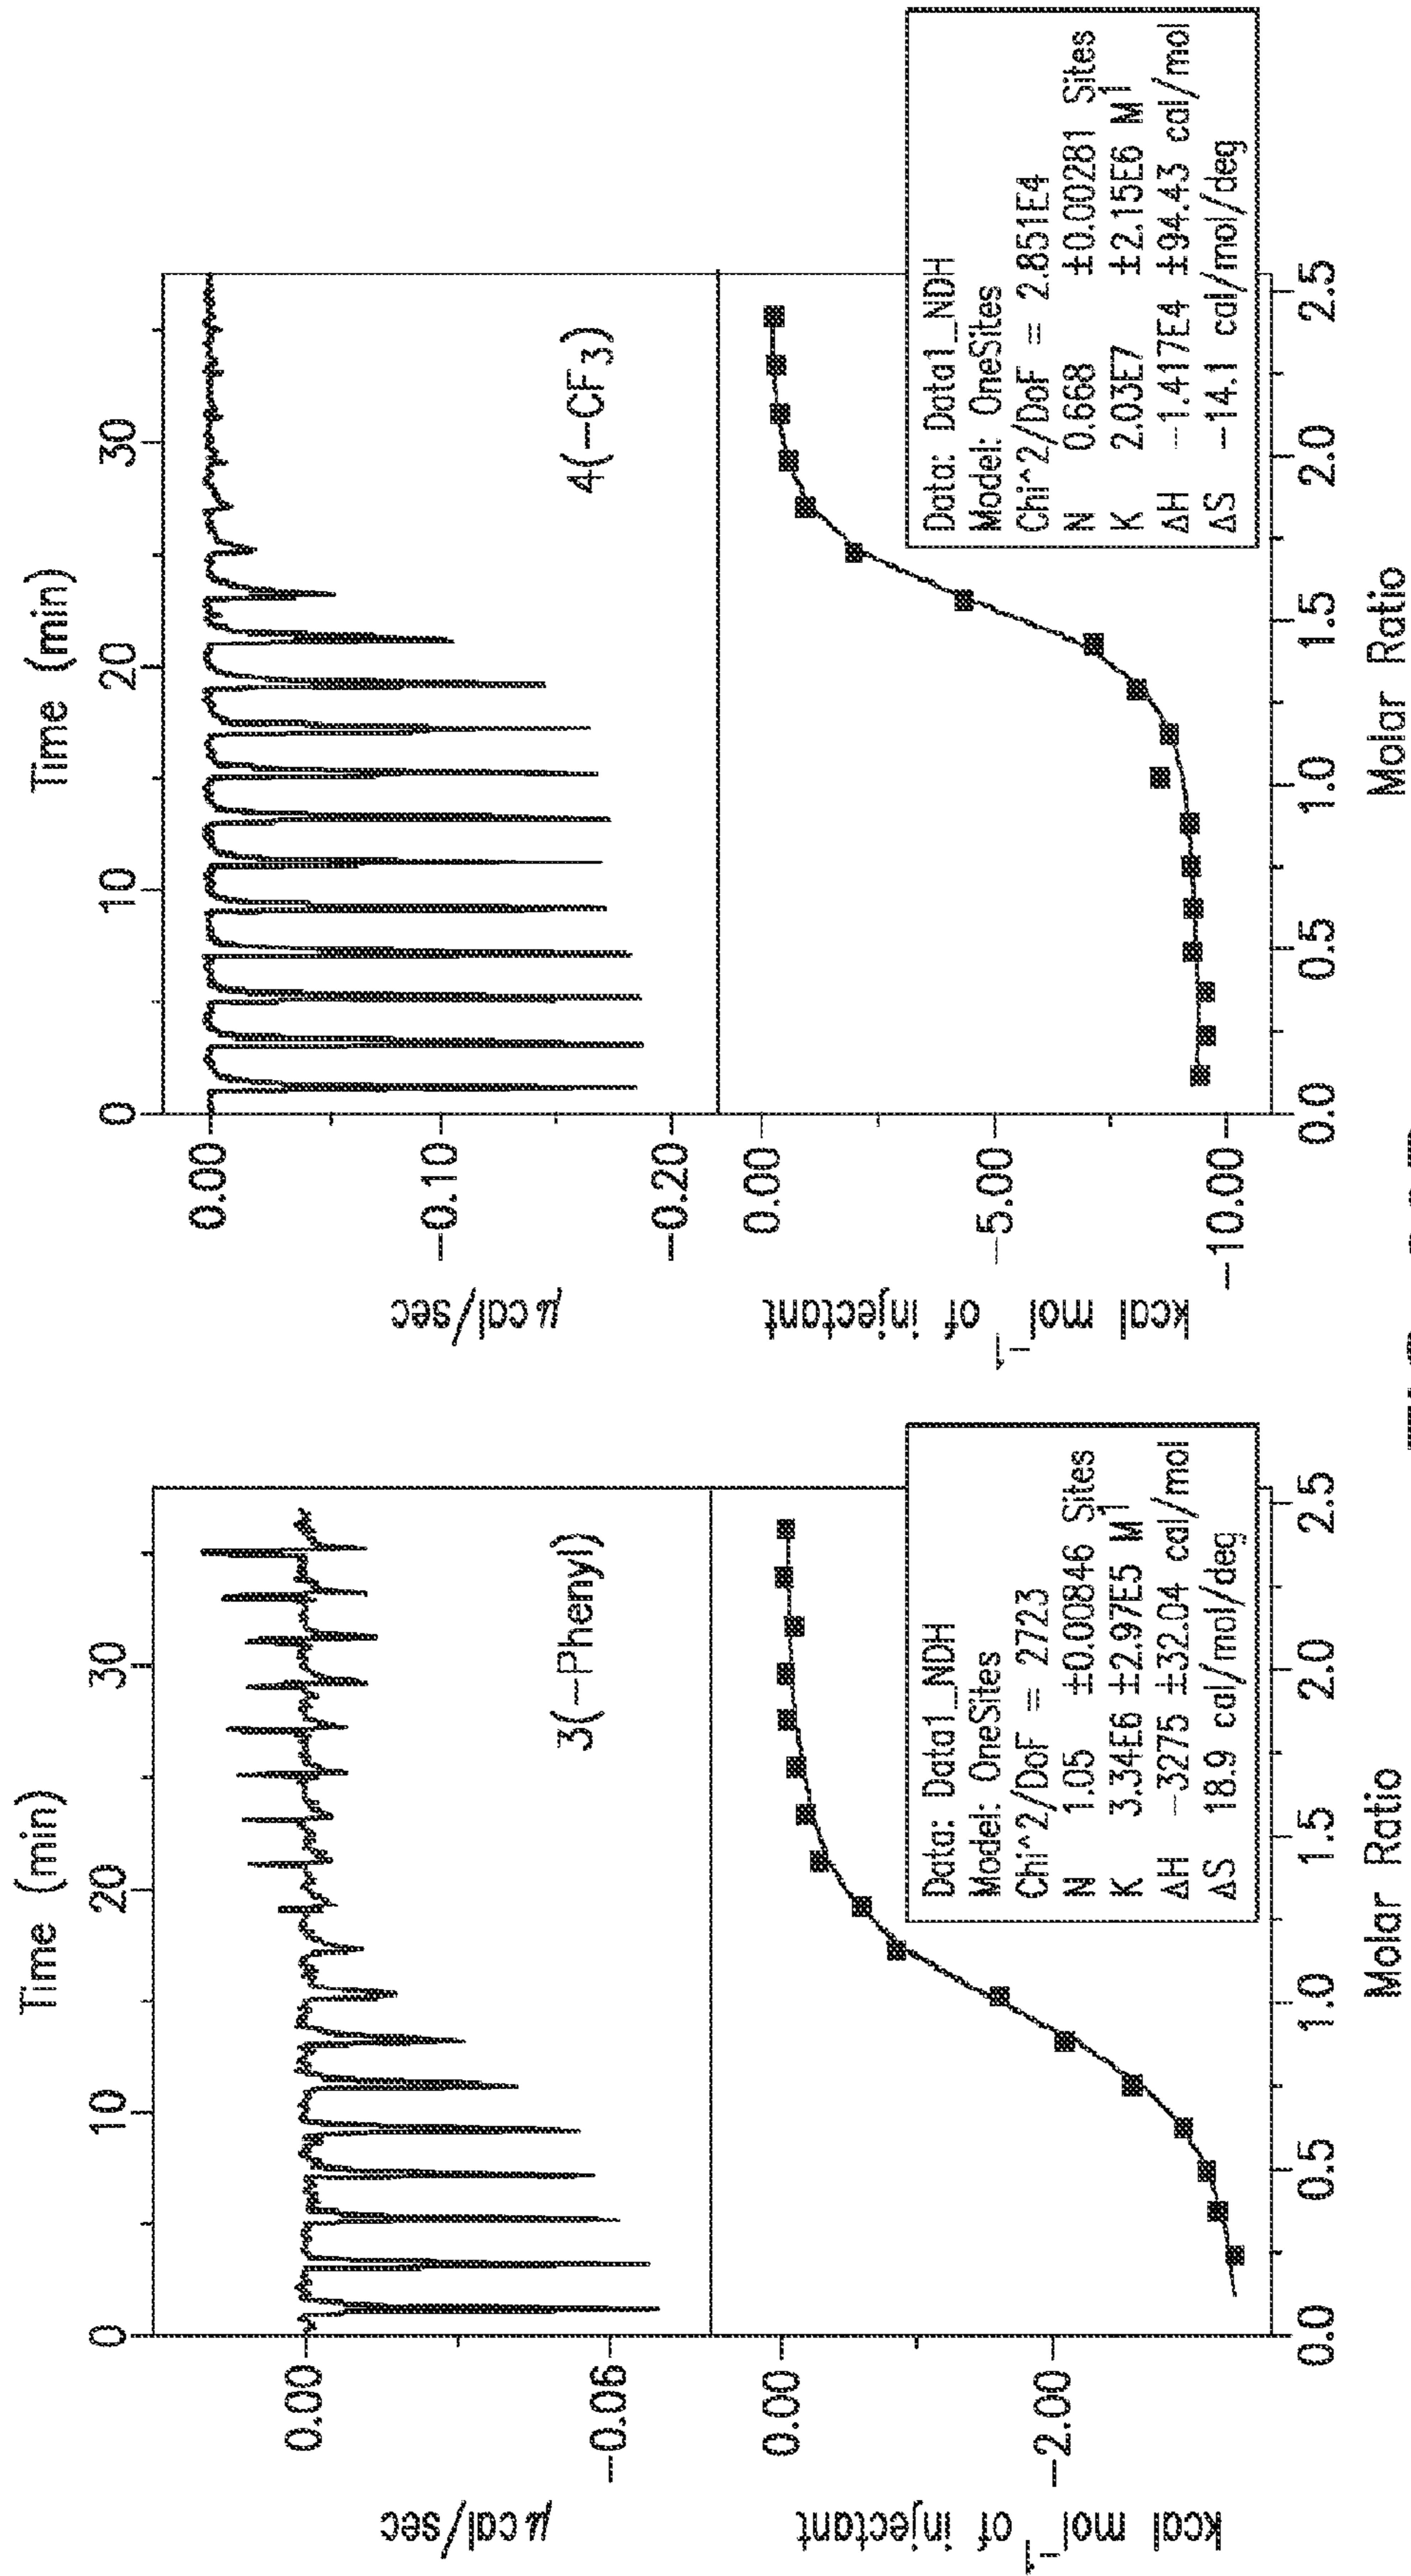 Time (min)
0 10 20 30
0.00
-0.06
μcal/sec
3(-Phenyl)
0.00
-2.00
kcal mol-1 of injectant
Data: Data1_NDH
Model: OneSites
Chi^2/DoF = 2723
N 1.05 ±0.00846 Sites
K 3.34E6 ±2.97E5 M1
ΔH -3275 ±32.04 cal/mol
ΔS 18.9 cal/mol/deg
0.0 0.5 1.0 1.5 2.0 2.5
Molar Ratio
Time (min)
0 10 20 30
0.00
-0.10
-0.20
μcal/sec
4(-CF3)
0.00
-5.00
-10.00
kcal mol-1 of injectant
Data: Data1_NDH
Model: OneSites
Chi^2/DoF = 2.851E4
N 0.668 ±0.00281 Sites
K 2.03E7 ±2.15E6 M1
ΔH -1.417E4 ±94.43 cal/mol
ΔS -14.1 cal/mol/deg
0.0 0.5 1.0 1.5 2.0 2.5
Molar Ratio